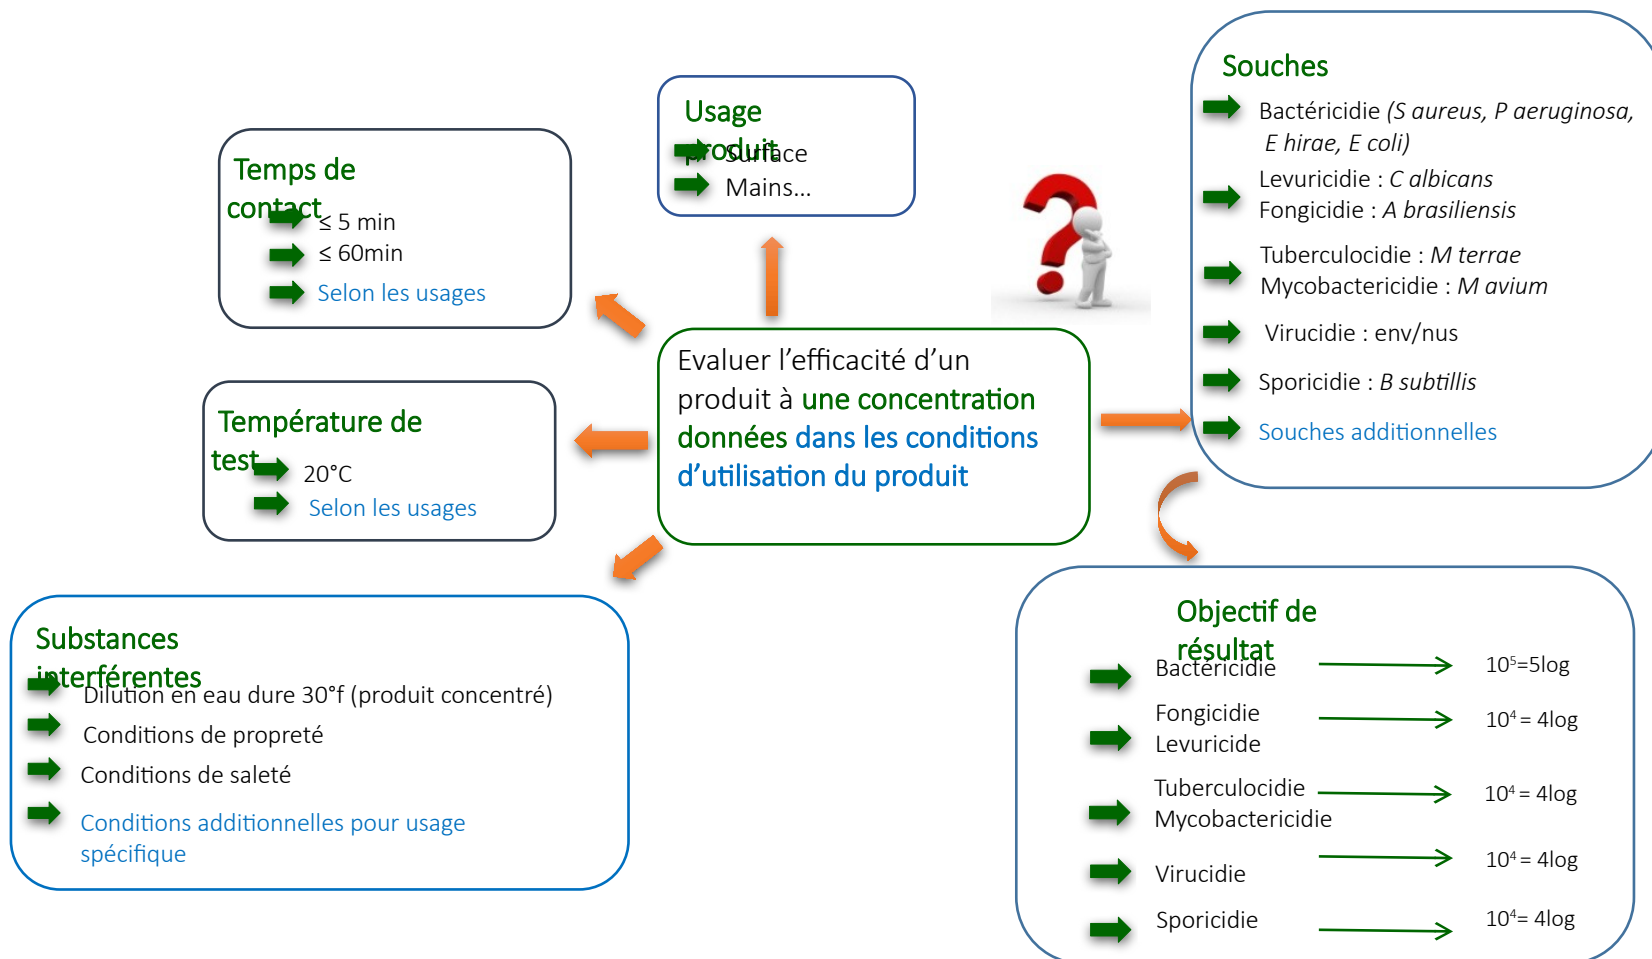 Usage
produit
Surface
Mains...
Temps de
contact
≤ 5 min
≤ 60min
Selon les usages
Température de
test
20°C
Selon les usages
Evaluer l'efficacité d'un
produit à une concentration
données dans les conditions
d'utilisation du produit
Substances
interférentes
Dilution en eau dure 30°f (produit concentré)
Conditions de propreté
Conditions de saleté
Conditions additionnelles pour usage
spécifique
Souches
Bactéricidie (S aureus, P aeruginosa,
E hirae, E coli)
Levuricidie : C albicans
Fongicidie : A brasiliensis
Tuberculocidie : M terrae
Mycobactericidie : M avium
Virucidie : env/nus
Sporicidie : B subtillis
Souches additionnelles
Objectif de
résultat
Bactéricidie 10⁵=5log
Fongicidie
Levuricide 10⁴ = 4log
Tuberculocidie
Mycobactericidie 10⁴ = 4log
Virucidie 10⁴ = 4log
Sporicidie 10⁴= 4log